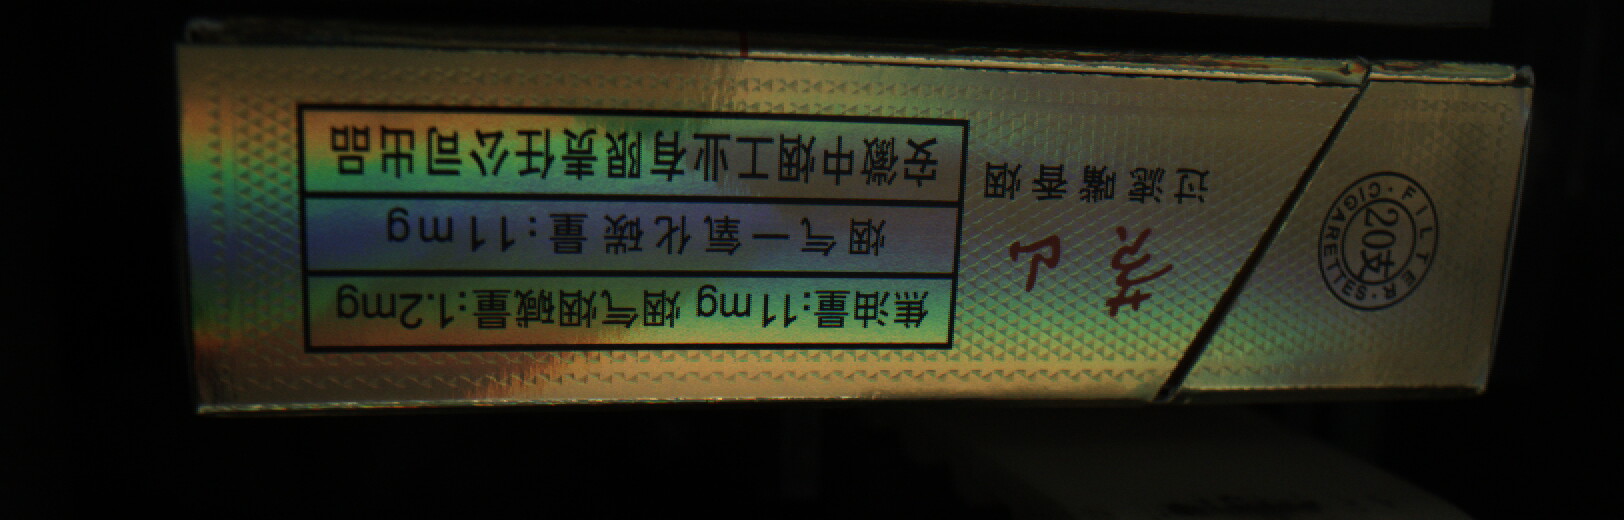 20支
FILTER·CIGARETTES·
黄山
过滤嘴香烟
焦油量:11mg 烟气烟碱量:1.2mg
烟气一氧化碳量:11mg
安徽中烟工业有限责任公司出品